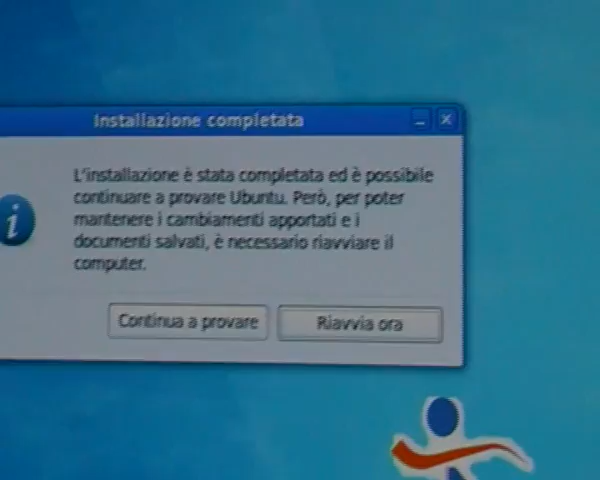 Installazione completata
L'installazione è stata completata ed è possibile
continuare a provare Ubuntu. Però, per poter
mantenere i cambiamenti apportati e i
documenti salvati, è necessario riavviare il
computer.
Continua a provare
Riavvia ora